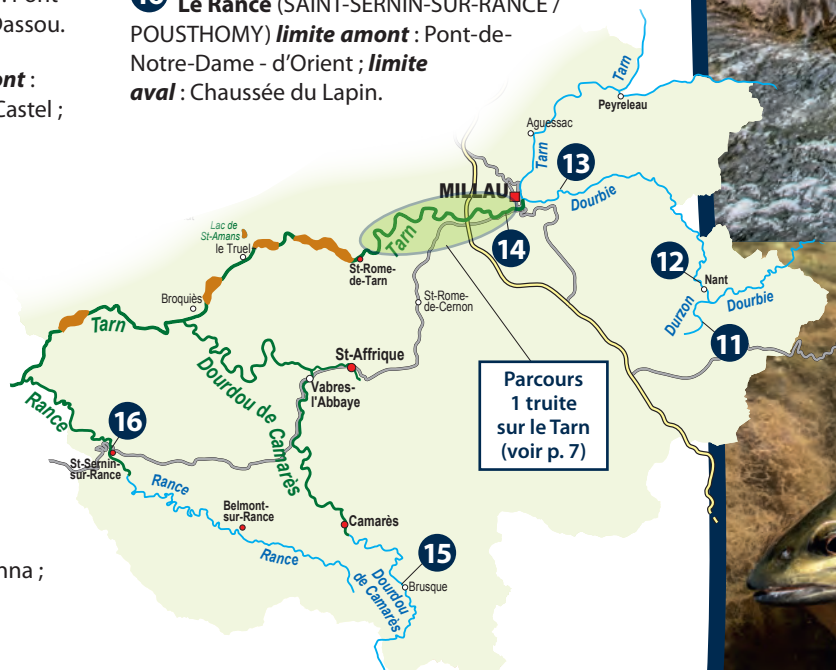 Dassou.
ont :
Castel ;
nna ;
Le Rance (SAINT-SERNIN-SUR-RANCE /
POUSTHOMY) limite amont : Pont-de-
Notre-Dame - d'Orient ; limite
aval : Chaussée du Lapin.
Tarn
Peyreleau
Aguessac
Tarn
13
MILLAU
Dourbie
14
Tarn
Lac de
St-Amans
le Truel
St-Rome-
de-Tarn
12
Nant
Dourbie
Durzon
11
Broquiès
St-Rome-
de-Cernon
Tarn
St-Affrique
Vabres-
l'Abbaye
Dourdou de Camarès
Parcours
1 truite
sur le Tarn
(voir p. 7)
Rance
16
St-Sernin-
sur-Rance
Rance
Belmont-
sur-Rance
Rance
Camarès
15
Brusque
Dourdou
de Camarès